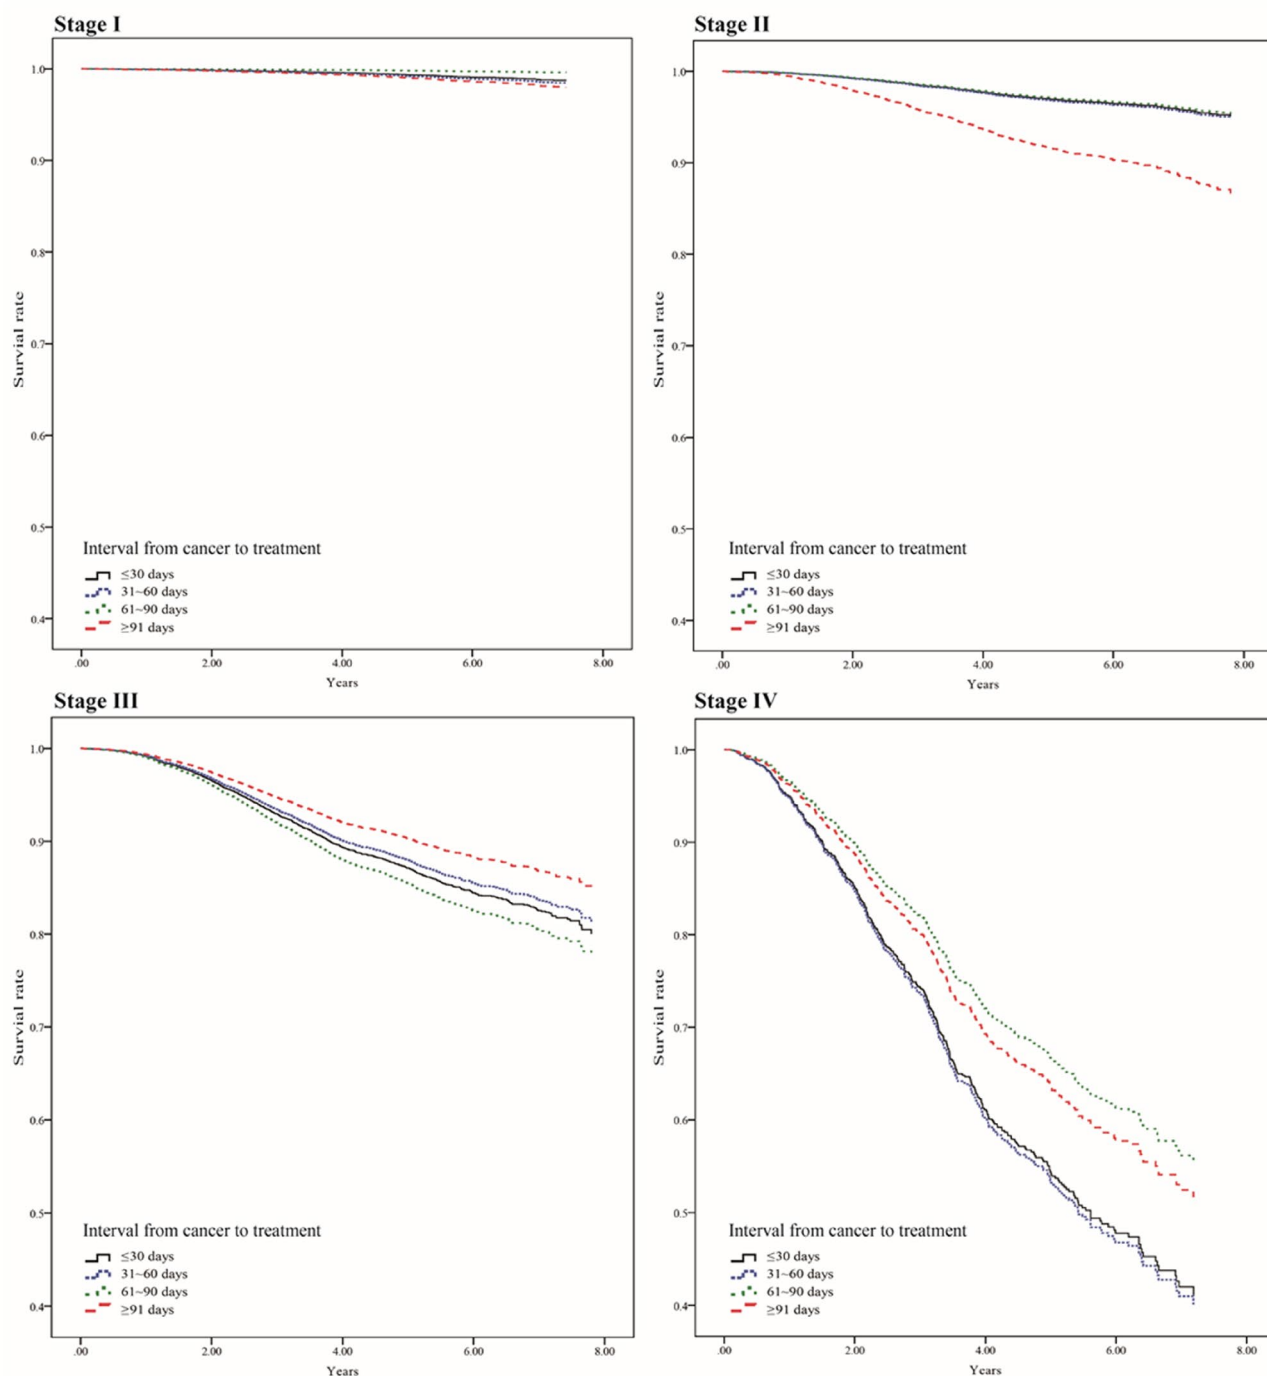 Stage I
1.0
0.9
0.8
0.7
0.6
0.5
0.4
Survial rate
Interval from cancer to treatment
≤30 days
31~60 days
61~90 days
≥91 days
.00 2.00 4.00 6.00 8.00
Years
Stage II
1.0
0.9
0.8
0.7
0.6
0.5
0.4
Survial rate
Interval from cancer to treatment
≤30 days
31~60 days
61~90 days
≥91 days
.00 2.00 4.00 6.00 8.00
Years
Stage III
1.0
0.9
0.8
0.7
0.6
0.5
0.4
Survial rate
Interval from cancer to treatment
≤30 days
31~60 days
61~90 days
≥91 days
.00 2.00 4.00 6.00 8.00
Years
Stage IV
1.0
0.9
0.8
0.7
0.6
0.5
0.4
Survial rate
Interval from cancer to treatment
≤30 days
31~60 days
61~90 days
≥91 days
.00 2.00 4.00 6.00 8.00
Years